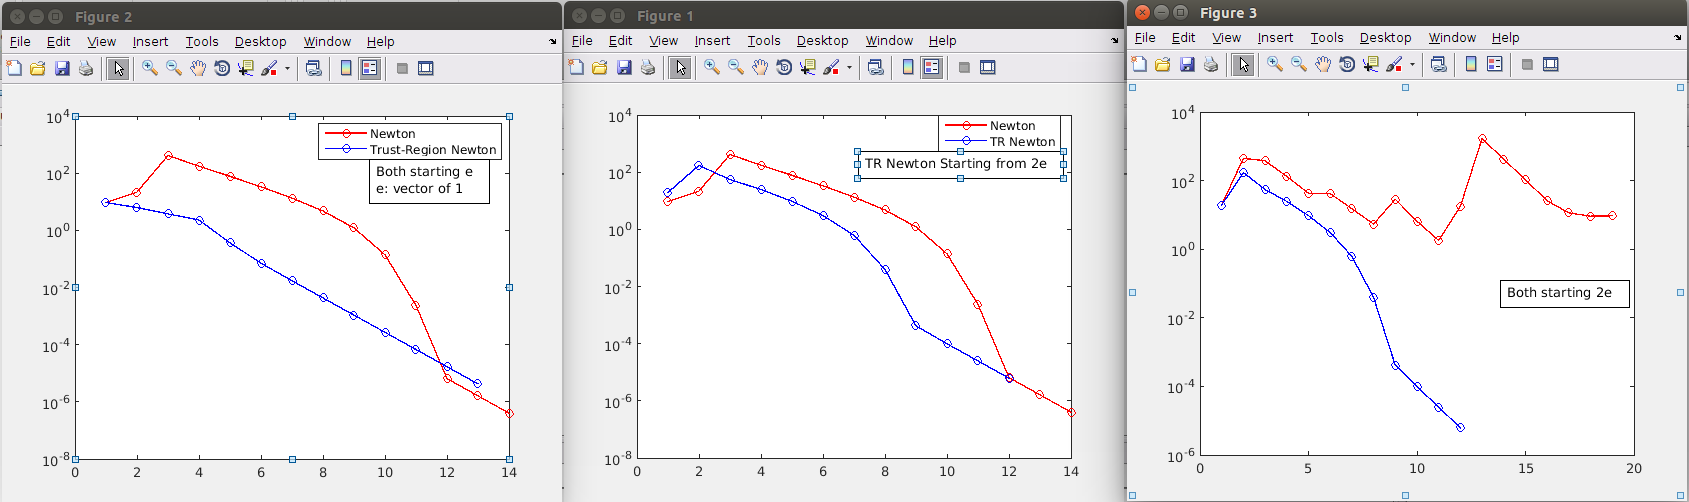 Figure 2
File Edit View Insert Tools Desktop Window Help
10^4
10^2
10^0
10^-2
10^-4
10^-6
10^-8
0 2 4 6 8 10 12 14
Newton
Trust-Region Newton
Both starting e
e: vector of 1
Figure 1
File Edit View Insert Tools Desktop Window Help
10^4
10^2
10^0
10^-2
10^-4
10^-6
10^-8
0 2 4 6 8 10 12 14
Newton
TR Newton
TR Newton Starting from 2e
Figure 3
File Edit View Insert Tools Desktop Window Help
10^4
10^2
10^0
10^-2
10^-4
10^-6
0 5 10 15 20
Both starting 2e